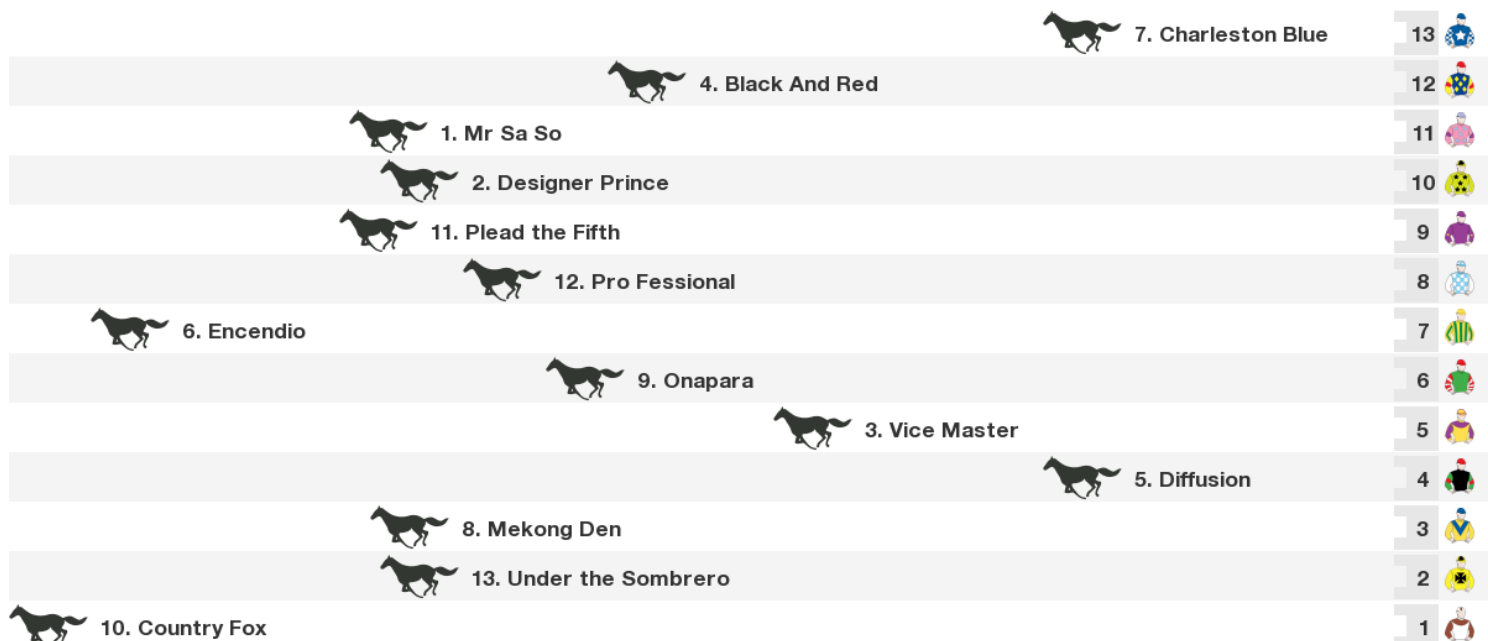 7. Charleston Blue 13
4. Black And Red 12
1. Mr Sa So 11
2. Designer Prince 10
11. Plead the Fifth 9
12. Pro Fessional 8
6. Encendio 7
9. Onapara 6
3. Vice Master 5
5. Diffusion 4
8. Mekong Den 3
13. Under the Sombrero 2
10. Country Fox 1